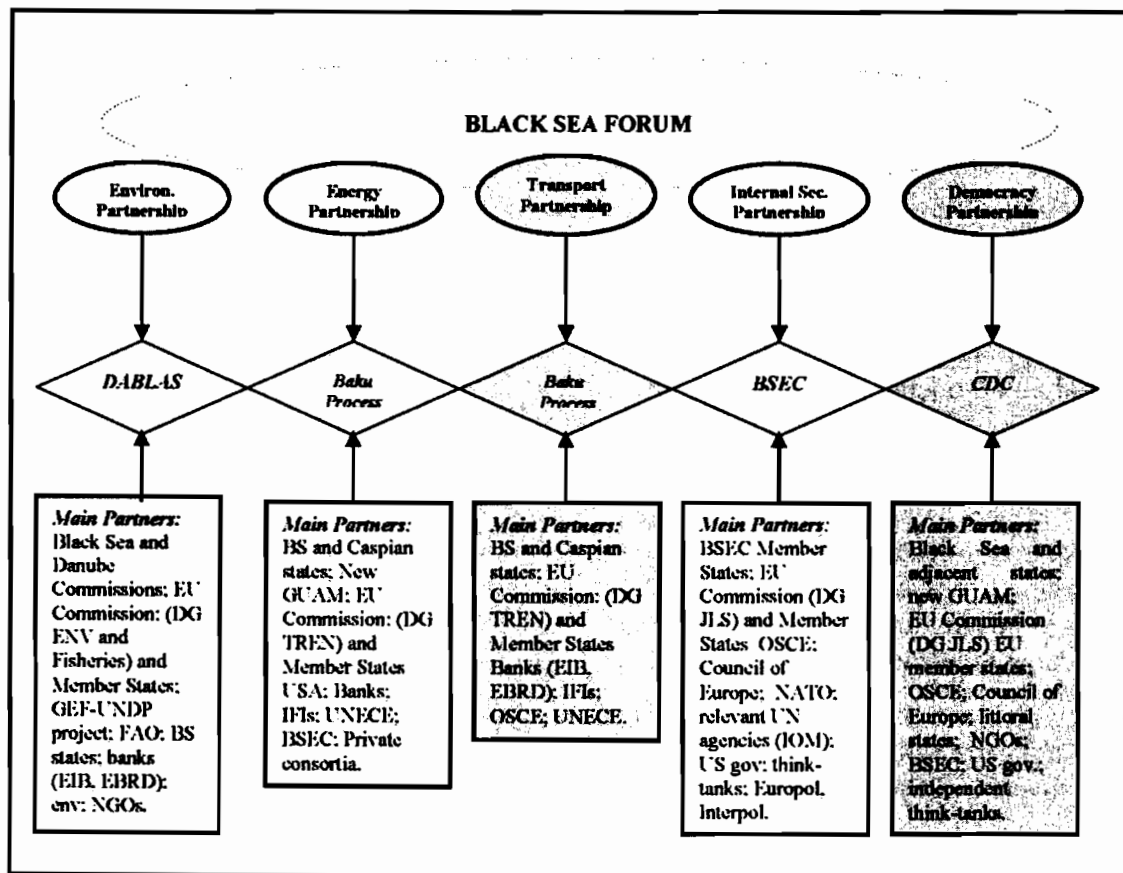 BLACK SEA FORUM
Environ.
Partnership
Energy
Partnership
Transport
Partnership
Internal Sec.
Partnership
Democracy
Partnership
DABLAS
Baku
Process
Baku
Process
BSEC
CDC
Main Partners:
Black Sea and
Danube
Commissions; EU
Commission: (DG
ENV and
Fisheries) and
Member States;
GEF-UNDP
project; FAO; BS
states; banks
(EIB, EBRD);
env: NGOs.
Main Partners:
BS and Caspian
states; New
GUAM; EU
Commission: (DG
TREN) and
Member States
USA; Banks;
IFIs; UNECE;
BSEC; Private
consortia.
Main Partners:
BS and Caspian
states; EU
Commission: (DG
TREN) and
Member States
Banks (EIB,
EBRD); IFIs;
OSCE; UNECE.
Main Partners:
BSEC Member
States; EU
Commission (DG
JLS) and Member
States OSCE;
Council of
Europe; NATO;
relevant UN
agencies (IOM);
US gov; think-
tanks; Europol,
Interpol.
Main Partners:
Black Sea and
adjacent states;
new GUAM;
EU Commission
(DG JLS) EU
member states;
OSCE; Council of
Europe; littoral
states; NGOs;
BSEC; US gov.;
independent
think-tanks.